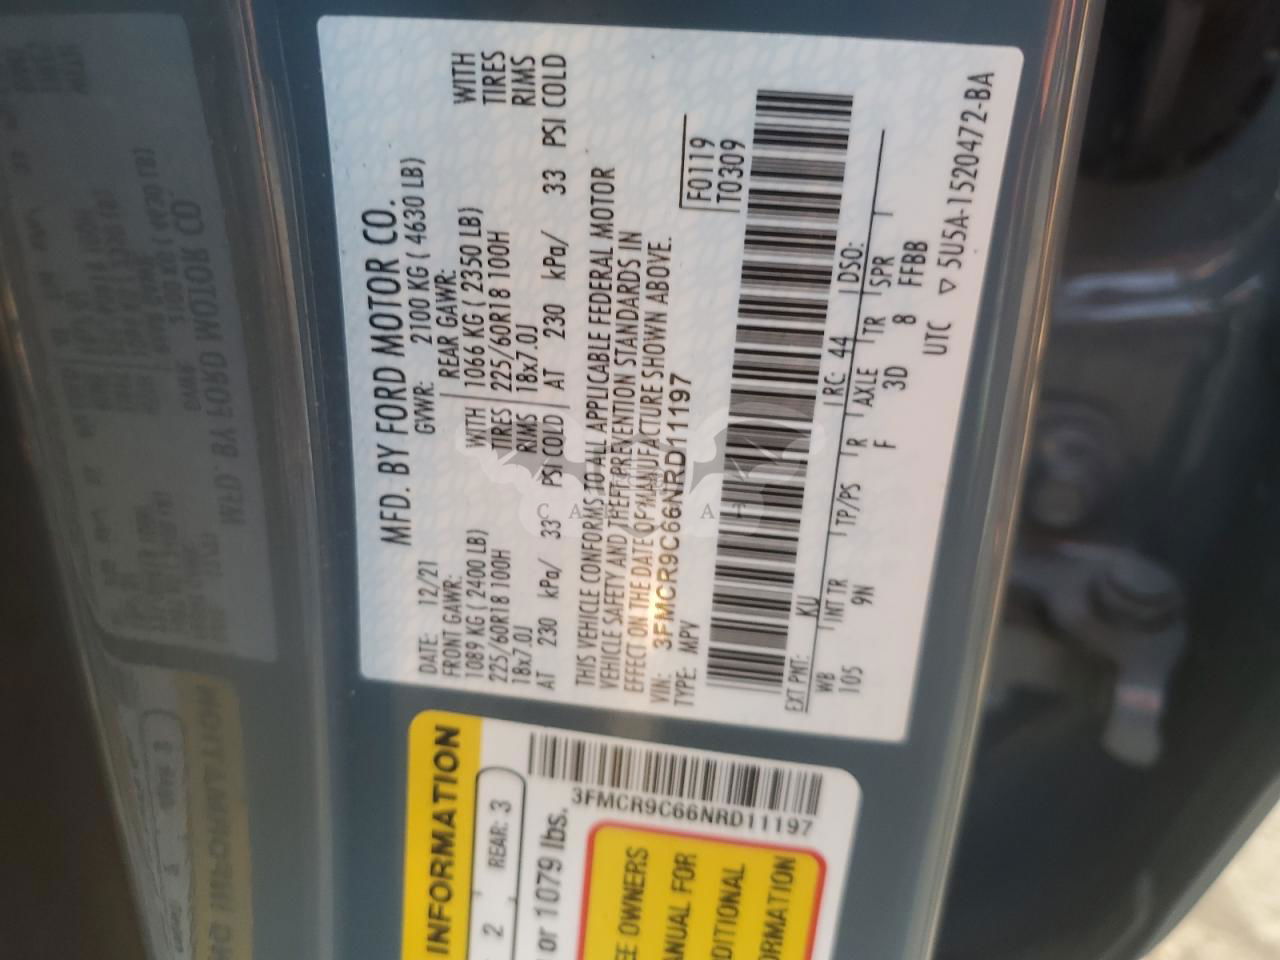 MFD. BY FORD MOTOR CO.
DATE: 12/21 GVWR: 2100 KG ( 4630 LB)
FRONT GAWR: REAR GAWR:
1089 KG ( 2400 LB) WITH 1066 KG ( 2350 LB) WITH
225/60R18 100H TIRES 225/60R18 100H TIRES
18x7.0J RIMS 18x7.0J RIMS
AT 230 kPa/ 33 PSI COLD AT 230 kPa/ 33 PSI COLD
THIS VEHICLE CONFORMS TO ALL APPLICABLE FEDERAL MOTOR
VEHICLE SAFETY AND THEFT PREVENTION STANDARDS IN
EFFECT ON THE DATE OF MANUFACTURE SHOWN ABOVE.
VIN: 3FMCR9C66NRD11197 F0119
TYPE: MPV T0309
EXT PNT: KU RC: 44 DSO:
WB INT TR TP/PS R AXLE TR SPR
105 9N F 3D 8 FFBB
UTC ▽ 5U5A-1520472-BA
INFORMATION
2 REAR: 3
or 1079 lbs.
3FMCR9C66NRD11197
EE OWNERS
ANUAL FOR
DDITIONAL
ORMATION